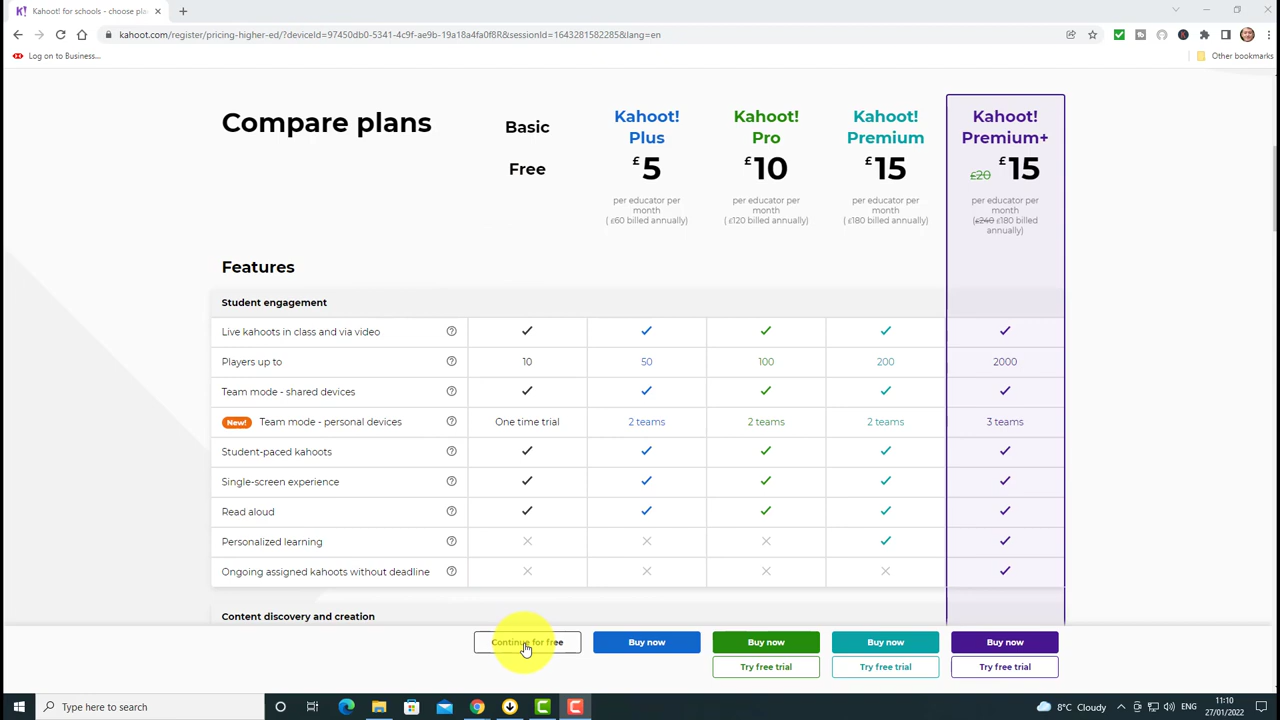 Kahoot! for schools - choose pla
kahoot.com/register/pricing-higher-ed/?deviceId=97450db0-5341-4c9f-ae9b-19a18a4fa0f8R&sessionId=1643281582285&lang=en
Log on to Business...
Other bookmarks
Compare plans
Basic
Free
Kahoot!
Plus
£5
per educator per
month
( £60 billed annually)
Kahoot!
Pro
£10
per educator per
month
( £120 billed annually)
Kahoot!
Premium
£15
per educator per
month
( £180 billed annually)
Kahoot!
Premium+
£20 £15
per educator per
month
(£240 £180 billed
annually)
Features
Student engagement
Live kahoots in class and via video
Players up to 10 50 100 200 2000
Team mode - shared devices
New! Team mode - personal devices One time trial 2 teams 2 teams 2 teams 3 teams
Student-paced kahoots
Single-screen experience
Read aloud
Personalized learning
Ongoing assigned kahoots without deadline
Content discovery and creation
Continue for free Buy now Buy now Buy now Buy now
Try free trial Try free trial Try free trial
Type here to search
8°C Cloudy
ENG
11:10
27/01/2022